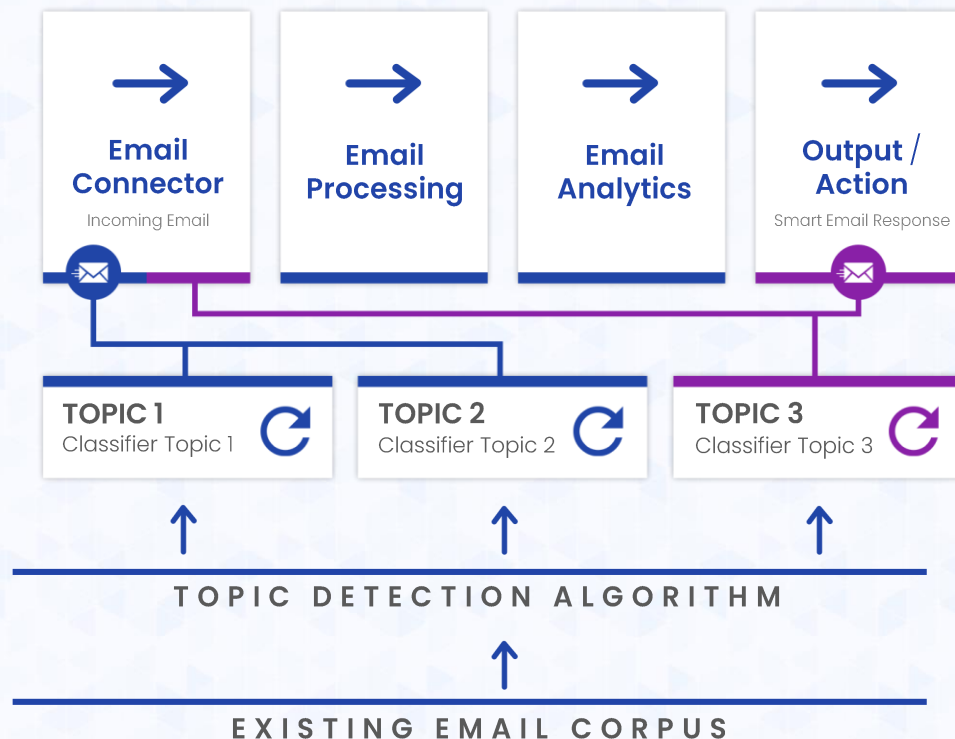 Email
Connector
Incoming Email
Email
Processing
Email
Analytics
Output /
Action
Smart Email Response
TOPIC 1
Classifier Topic 1
TOPIC 2
Classifier Topic 2
TOPIC 3
Classifier Topic 3
TOPIC DETECTION ALGORITHM
EXISTING EMAIL CORPUS